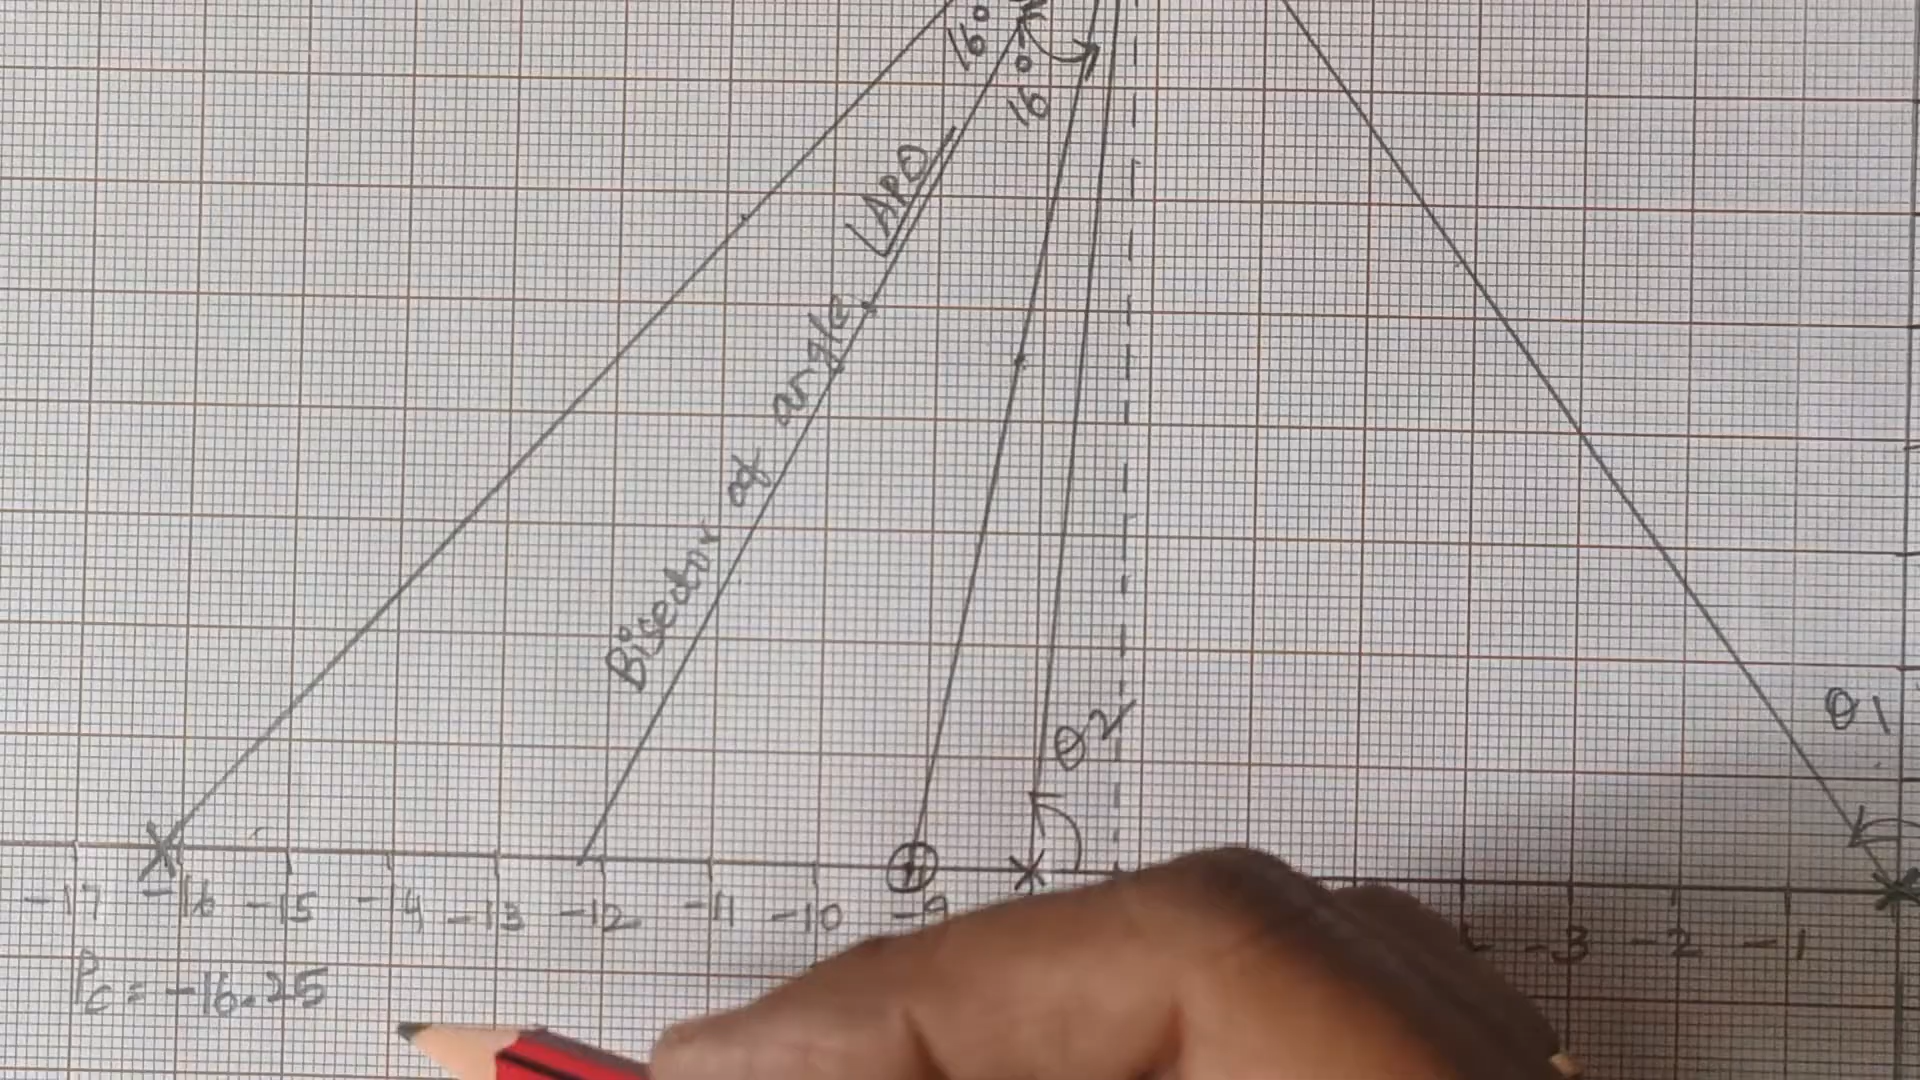 16°
16°
Bisector of angle ∠APO
θ2
θ1
-17 -16 -15 -14 -13 -12 -11 -10 -9 -3 -2 -1
Pc = -16.25